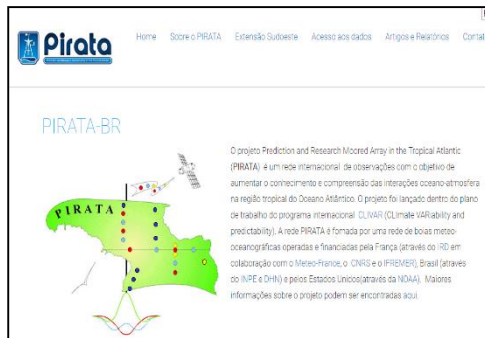 Pirata
Home Sobre o PIRATA Extensão Sudoeste Acesso aos dados Artigos e Relatórios Contat
PIRATA-BR
PIRATA
O projeto Prediction and Research Moored Array in the Tropical Atlantic
(PIRATA) é um rede internacional de observações com o objetivo de
aumentar o conhecimento e compreensão das interações oceano-atmosfera
na região tropical do Oceano Atlântico. O projeto foi lançado dentro do plano
de trabalho do programa internacional CLIVAR (CLImate VARiability and
predictability). A rede PIRATA é formada por uma rede de boias meteo-
oceanográficas operadas e financiadas pela França (através do IRD em
colaboração com o Meteo-France, o CNRS e o IFREMER), Brasil (através
do INPE e DHN) e pelos Estados Unidos(através da NOAA). Maiores
informações sobre o projeto podem ser encontradas aqui.